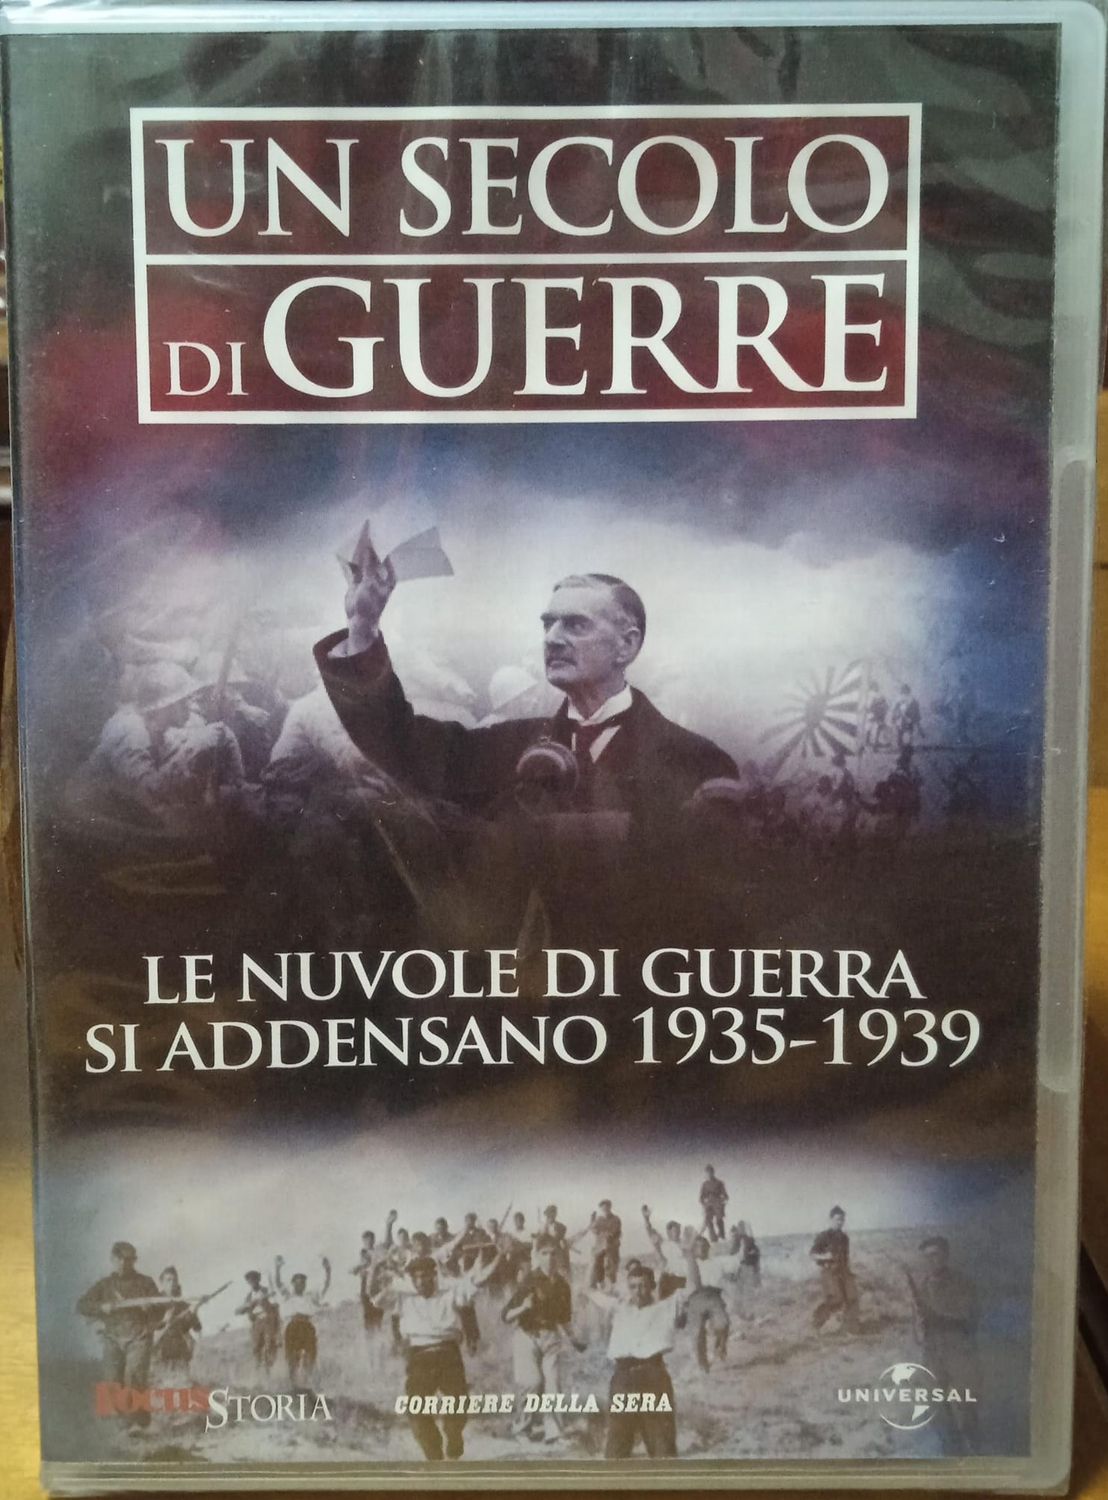 UN SECOLO
DI GUERRE
LE NUVOLE DI GUERRA
SI ADDENSANO 1935-1939
FOCUS STORIA
CORRIERE DELLA SERA
UNIVERSAL